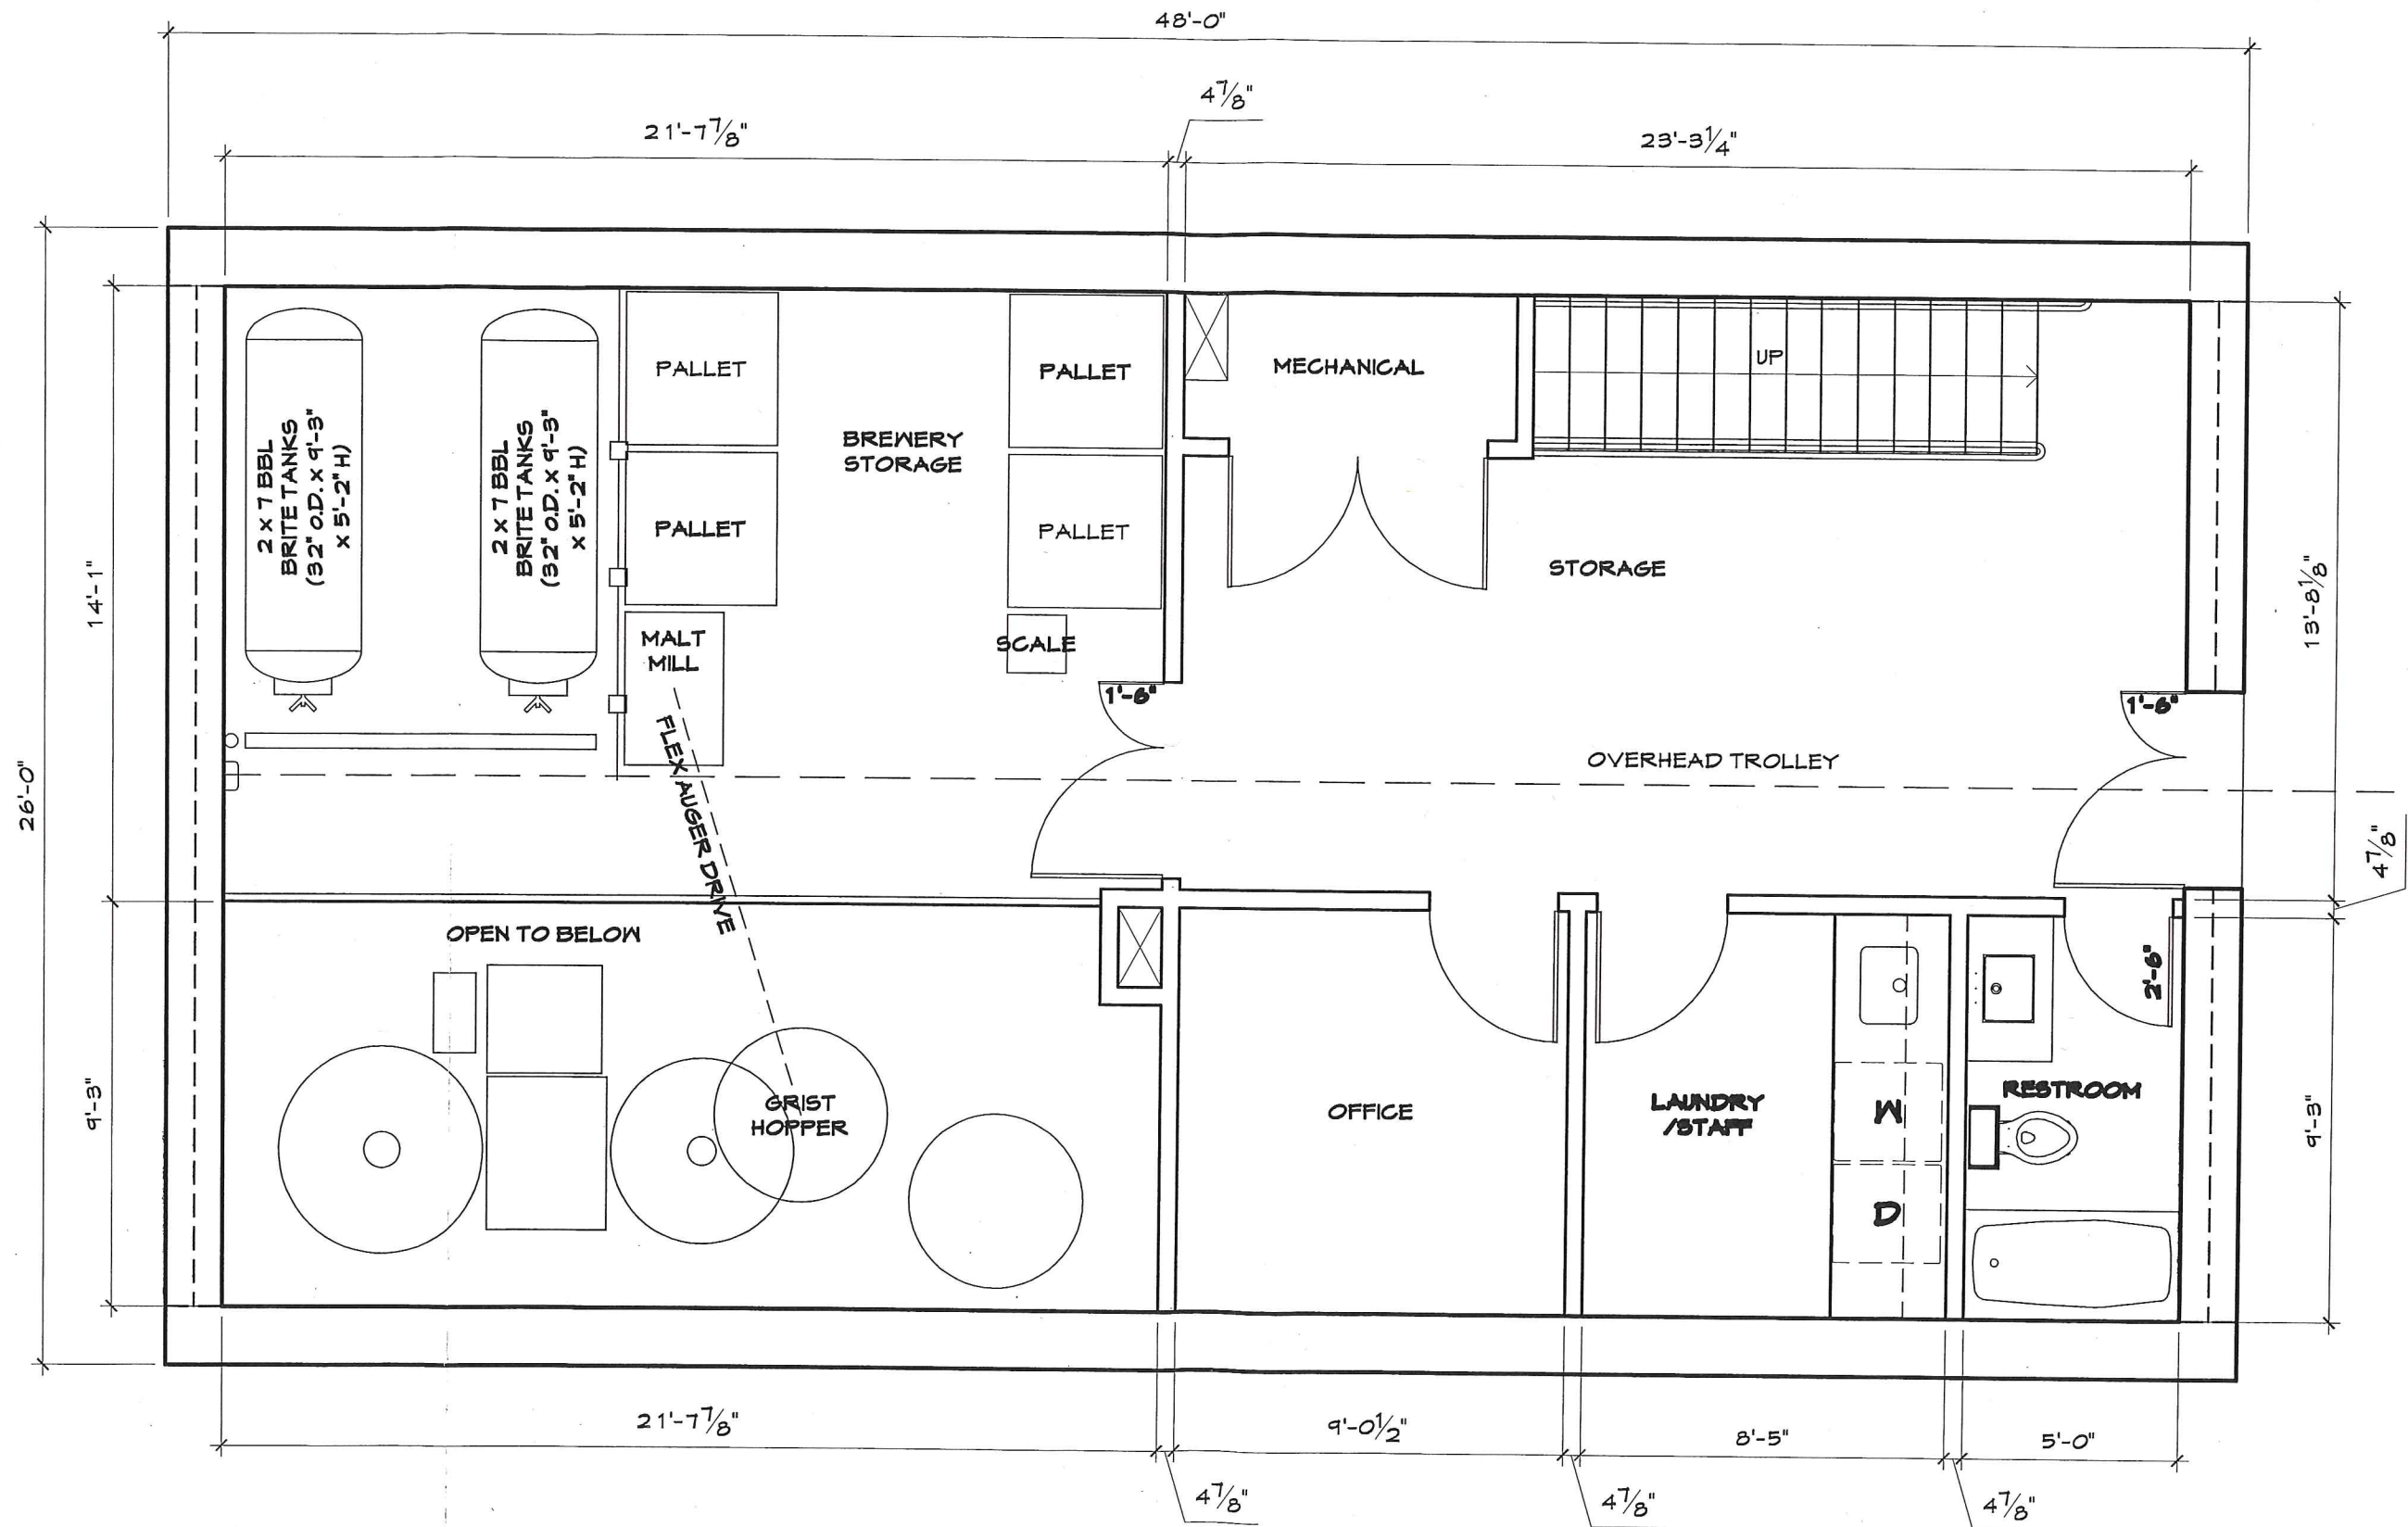 48'-0"
4 7/8"
21'-7 7/8"
23'-3 1/4"
PALLET
PALLET
MECHANICAL
UP
2 x 7 BBL
BRITE TANKS
(32" O.D. x 9'-3"
x 5'-2" H)
2 x 7 BBL
BRITE TANKS
(32" O.D. x 9'-3"
x 5'-2" H)
BREWERY
STORAGE
PALLET
PALLET
STORAGE
14'-1"
13'-8 1/8"
MALT
MILL
SCALE
1'-6"
1'-6"
26'-0"
FLEX AUGER DRIVE
OVERHEAD TROLLEY
4 7/8"
OPEN TO BELOW
2'-6"
9'-3"
GRIST
HOPPER
OFFICE
LAUNDRY
/STAFF
W
RESTROOM
9'-3"
D
21'-7 7/8"
9'-0 1/2"
8'-5"
5'-0"
4 7/8"
4 7/8"
4 7/8"